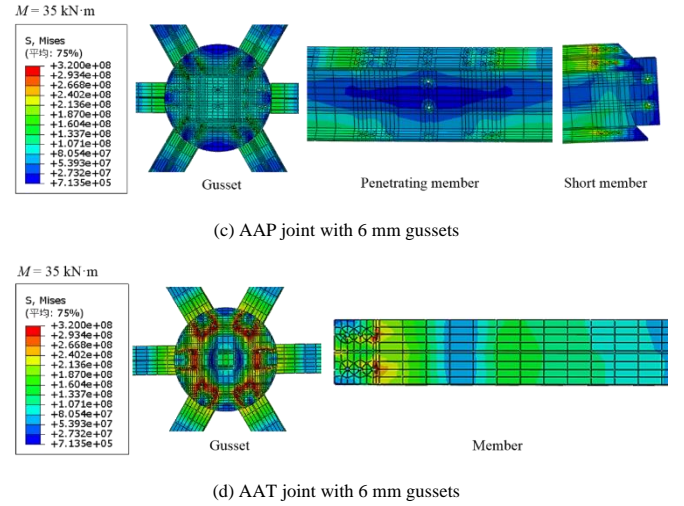 M = 35 kN·m
S, Mises
(平均: 75%)
+3.200e+08
+2.934e+08
+2.668e+08
+2.402e+08
+2.136e+08
+1.870e+08
+1.604e+08
+1.337e+08
+1.071e+08
+8.054e+07
+5.393e+07
+2.732e+07
+7.135e+05
Gusset
Penetrating member
Short member
(c) AAP joint with 6 mm gussets
M = 35 kN·m
S, Mises
(平均: 75%)
+3.200e+08
+2.934e+08
+2.668e+08
+2.402e+08
+2.136e+08
+1.870e+08
+1.604e+08
+1.337e+08
+1.071e+08
+8.054e+07
+5.393e+07
+2.732e+07
+7.135e+05
Gusset
Member
(d) AAT joint with 6 mm gussets